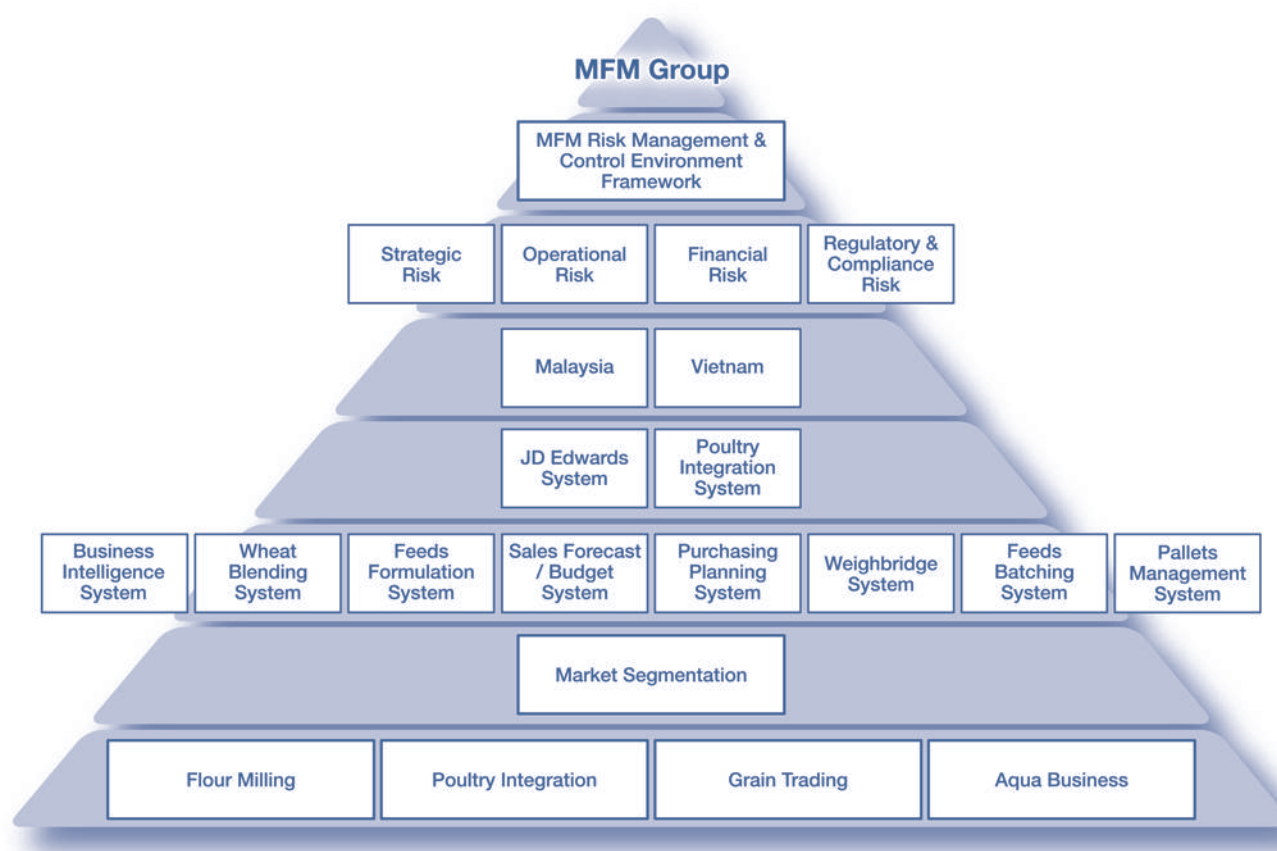 MFM Group
MFM Risk Management &
Control Environment
Framework
Strategic
Risk
Operational
Risk
Financial
Risk
Regulatory &
Compliance
Risk
Malaysia
Vietnam
JD Edwards
System
Poultry
Integration
System
Business
Intelligence
System
Wheat
Blending
System
Feeds
Formulation
System
Sales Forecast
/ Budget
System
Purchasing
Planning
System
Weighbridge
System
Feeds
Batching
System
Pallets
Management
System
Market Segmentation
Flour Milling
Poultry Integration
Grain Trading
Aqua Business